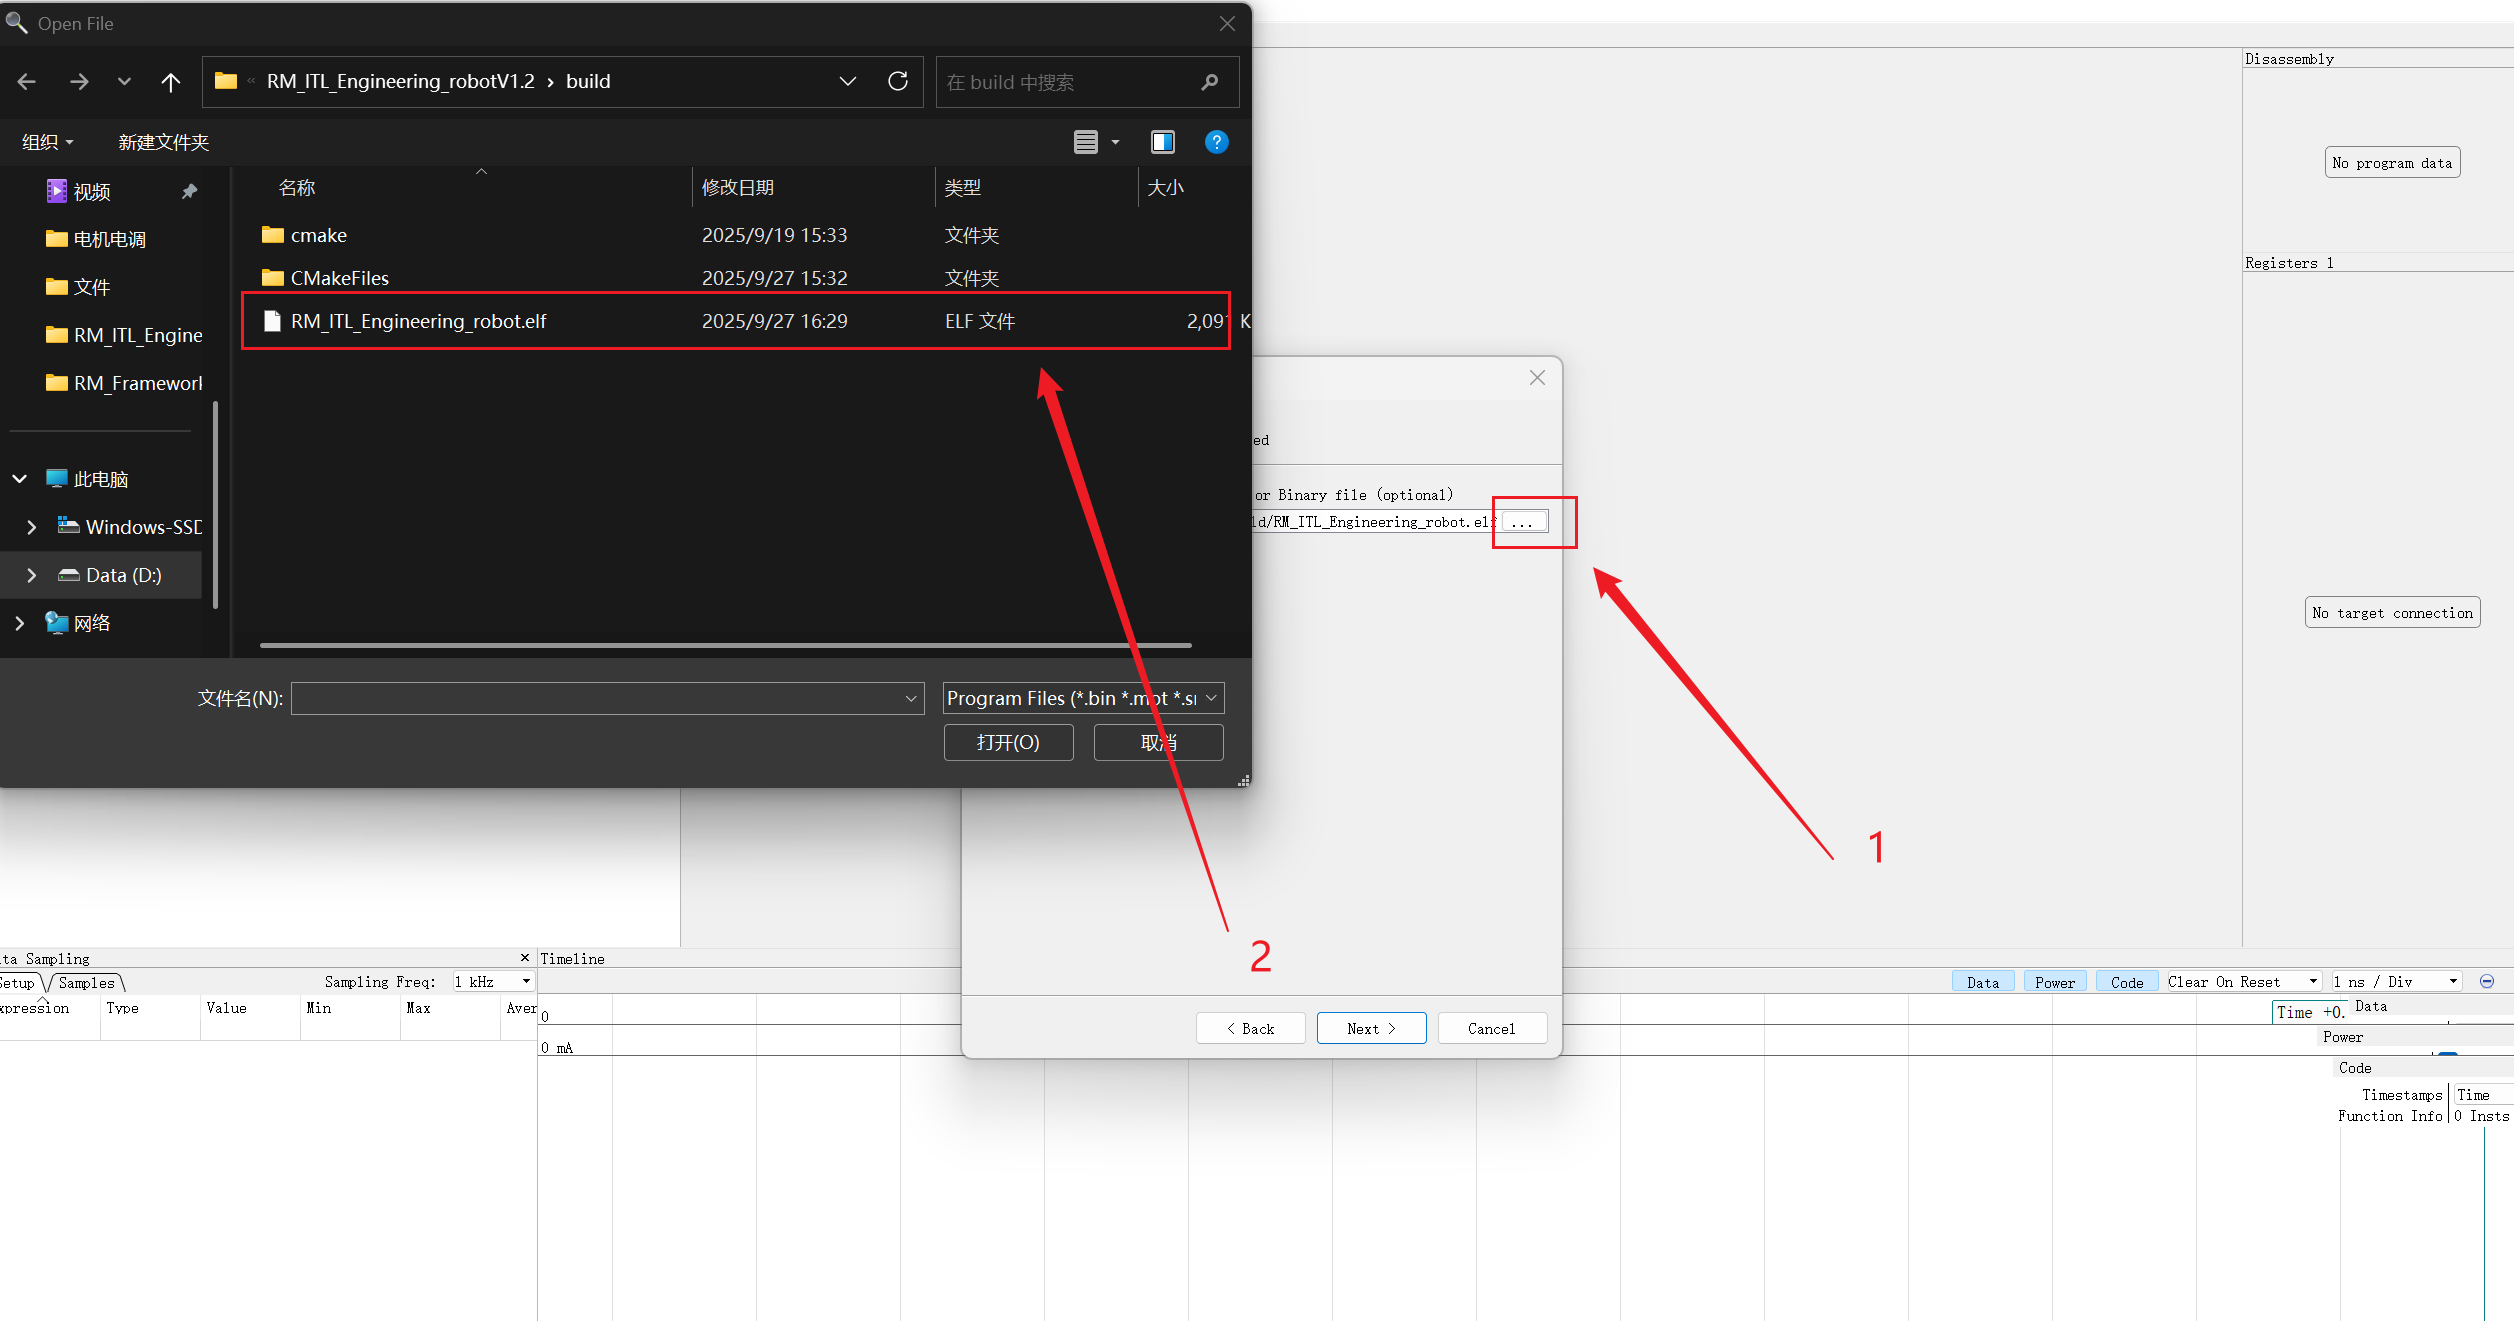 Open File
RM_ITL_Engineering_robotV1.2 › build
在 build 中搜索
组织
新建文件夹
视频
电机电调
文件
RM_ITL_Engine
RM_Framework
此电脑
Windows-SSD
Data (D:)
网络
名称 修改日期 类型 大小
cmake 2025/9/19 15:33 文件夹
CMakeFiles 2025/9/27 15:32 文件夹
RM_ITL_Engineering_robot.elf 2025/9/27 16:29 ELF 文件 2,091 K
文件名(N):
Program Files (*.bin *.mot *.sr
打开(O) 取消
ed
or Binary file (optional)
ld/RM_ITL_Engineering_robot.elf ...
1
2
< Back Next > Cancel
Disassembly
No program data
Registers 1
No target connection
ta Sampling
Setup Samples Sampling Freq: 1 kHz
xpression Type Value Min Max Aver
Timeline
Data Power Code Clear On Reset 1 ns / Div
0
0 mA
Time +0.
Data
Power
Code
Timestamps Time
Function Info 0 Insts